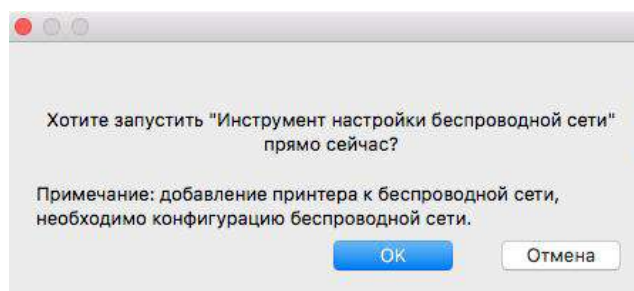 Хотите запустить "Инструмент настройки беспроводной сети"
прямо сейчас?
Примечание: добавление принтера к беспроводной сети,
необходимо конфигурацию беспроводной сети.
OK
Отмена